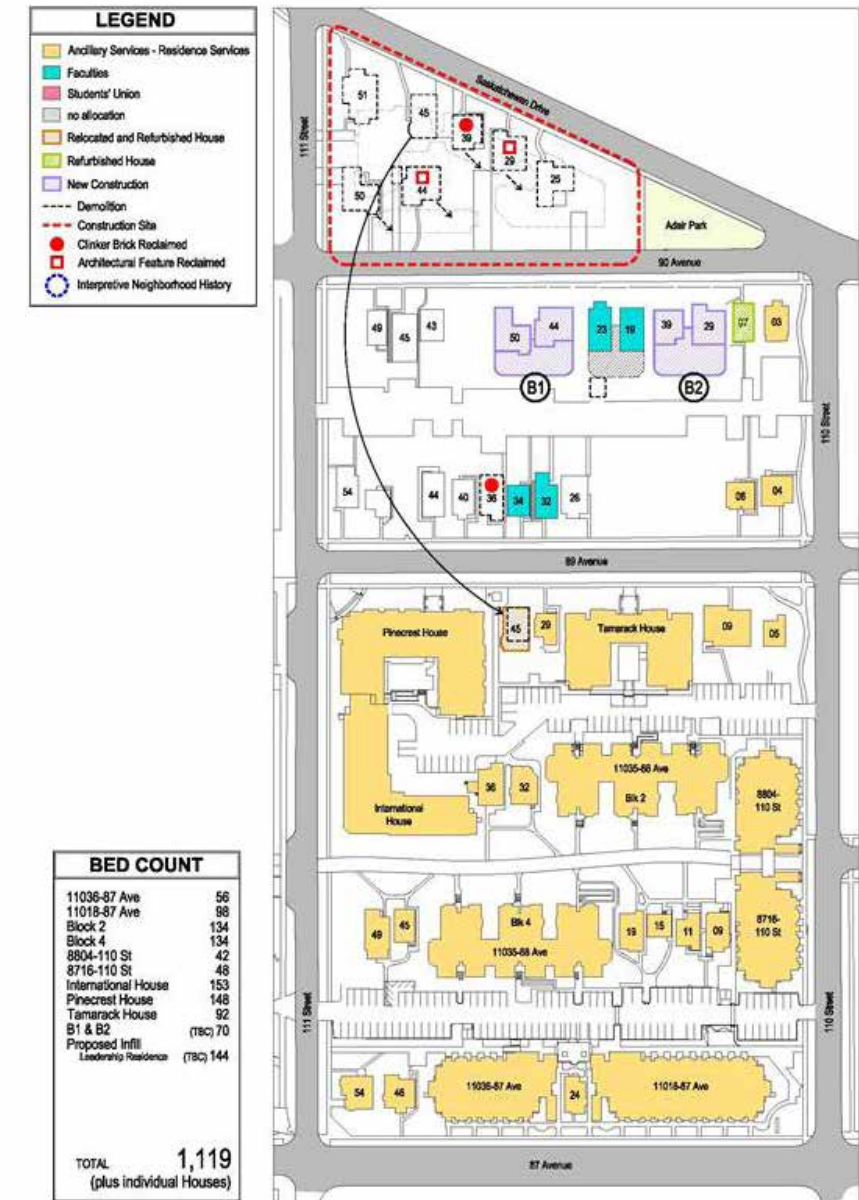 LEGEND
Ancillary Services - Residence Services
Faculties
Students' Union
no allocation
Relocated and Refurbished House
Refurbished House
New Construction
Demolition
Construction Site
Clinker Brick Reclaimed
Architectural Feature Reclaimed
Interpretive Neighborhood History
Saskatchewan Drive
111 Street
51
45
39
29
25
50
44
Adair Park
90 Avenue
49
45
43
50
44
23
19
39
29
07
03
B1
B2
110 Street
54
44
40
36
34
32
26
06
04
89 Avenue
Pinecrest House
45
29
Tamarack House
09
05
11035-88 Ave
Blk 2
36
32
International
House
8804-
110 St
49
45
Blk 4
11035-88 Ave
19
15
11
09
8716-
110 St
111 Street
110 Street
54
46
11036-87 Ave
24
11018-87 Ave
87 Avenue
BED COUNT
11036-87 Ave 56
11018-87 Ave 98
Block 2 134
Block 4 134
8804-110 St 42
8716-110 St 48
International House 153
Pinecrest House 148
Tamarack House 92
B1 & B2 (TBC) 70
Proposed Infill
Leadership Residence (TBC) 144
TOTAL 1,119
(plus individual Houses)